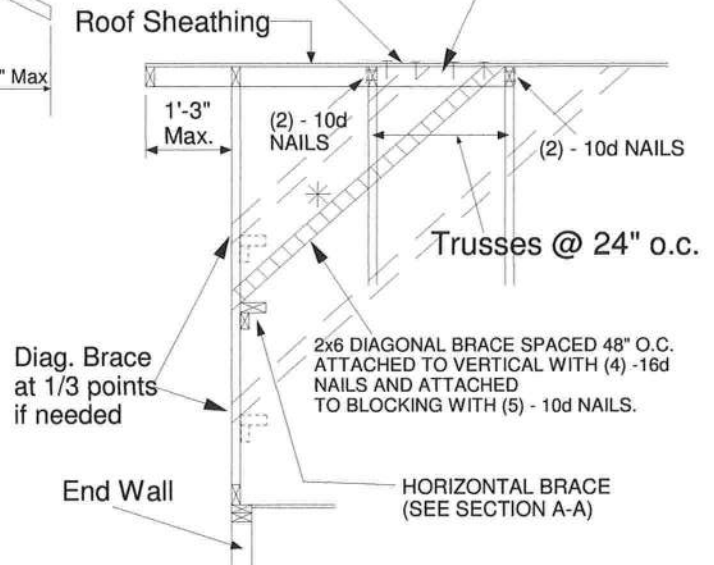 Roof Sheathing
" Max
1'-3"
Max.
(2) - 10d
NAILS
(2) - 10d NAILS
Trusses @ 24" o.c.
Diag. Brace
at 1/3 points
if needed
2x6 DIAGONAL BRACE SPACED 48" O.C.
ATTACHED TO VERTICAL WITH (4) -16d
NAILS AND ATTACHED
TO BLOCKING WITH (5) - 10d NAILS.
End Wall
HORIZONTAL BRACE
(SEE SECTION A-A)